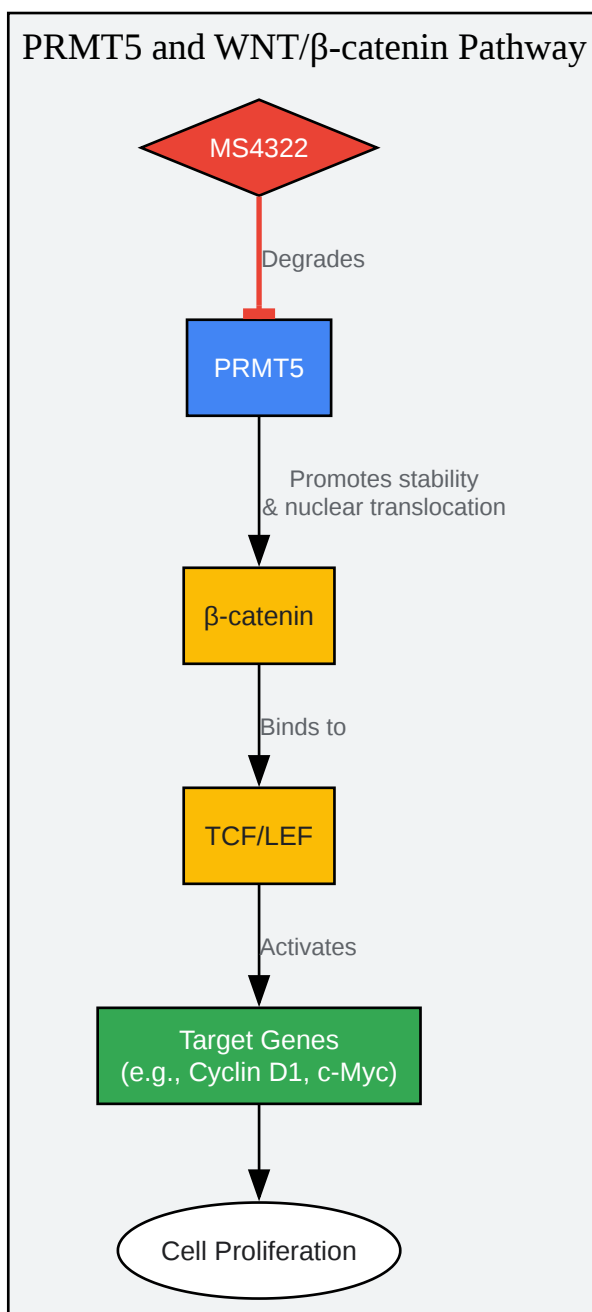 PRMT5 and WNT/β-catenin Pathway
MS4322
Degrades
PRMT5
Promotes stability
& nuclear translocation
β-catenin
Binds to
TCF/LEF
Activates
Target Genes
(e.g., Cyclin D1, c-Myc)
Cell Proliferation